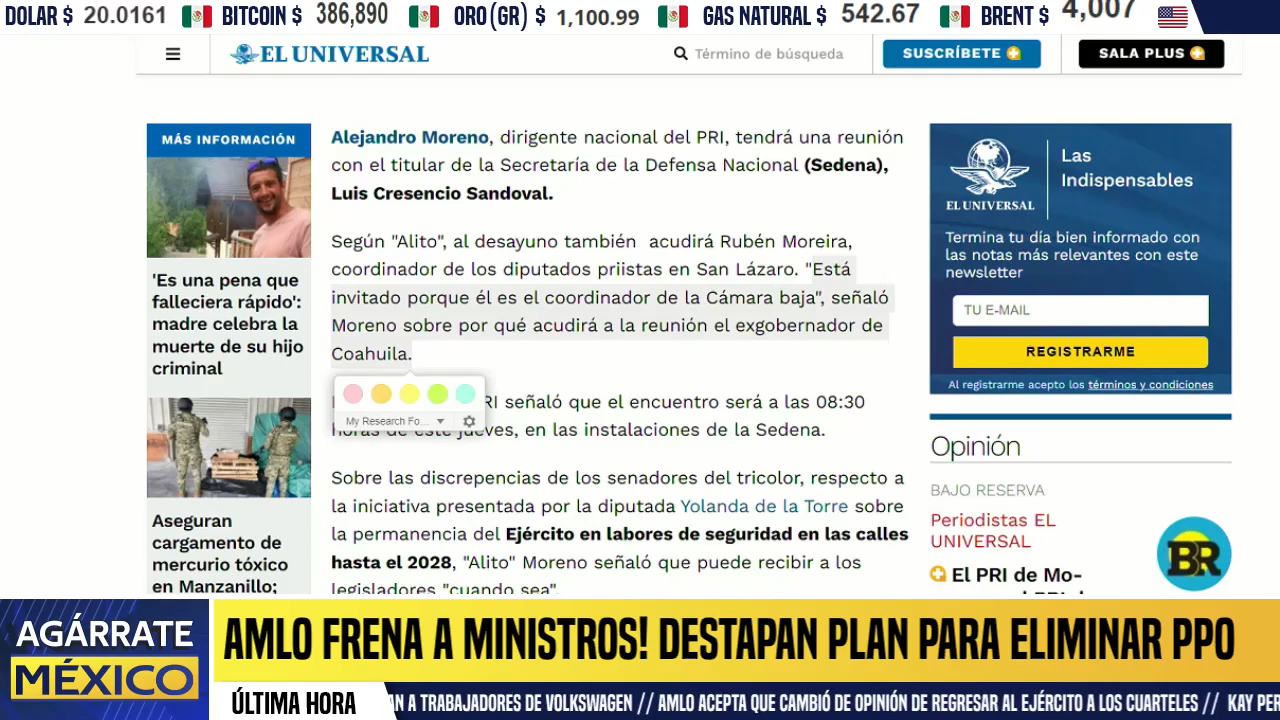 DOLAR $ 20.0161 BITCOIN $ 386,890 ORO(GR) $ 1,100.99 GAS NATURAL $ 542.67 BRENT $ 4,007
EL UNIVERSAL
Término de búsqueda
SUSCRÍBETE
SALA PLUS
MÁS INFORMACIÓN
'Es una pena que
falleciera rápido':
madre celebra la
muerte de su hijo
criminal
Aseguran
cargamento de
mercurio tóxico
en Manzanillo;
Alejandro Moreno, dirigente nacional del PRI, tendrá una reunión
con el titular de la Secretaría de la Defensa Nacional (Sedena),
Luis Cresencio Sandoval.
Según "Alito", al desayuno también acudirá Rubén Moreira,
coordinador de los diputados priistas en San Lázaro. "Está
invitado porque él es el coordinador de la Cámara baja", señaló
Moreno sobre por qué acudirá a la reunión el exgobernador de
Coahuila.
señaló que el encuentro será a las 08:30
My Research Fo...
horas de este jueves, en las instalaciones de la Sedena.
Sobre las discrepancias de los senadores del tricolor, respecto a
la iniciativa presentada por la diputada Yolanda de la Torre sobre
la permanencia del Ejército en labores de seguridad en las calles
hasta el 2028, "Alito" Moreno señaló que puede recibir a los
legisladores "cuando sea".
EL UNIVERSAL
Las
Indispensables
Termina tu día bien informado con
las notas más relevantes con este
newsletter
TU E-MAIL
REGISTRARME
Al registrarme acepto los términos y condiciones
Opinión
BAJO RESERVA
Periodistas EL
UNIVERSAL
BR
El PRI de Mo-
AGÁRRATE
MÉXICO
AMLO FRENA A MINISTROS! DESTAPAN PLAN PARA ELIMINAR PPO
ÚLTIMA HORA
AN A TRABAJADORES DE VOLKSWAGEN // AMLO ACEPTA QUE CAMBIÓ DE OPINIÓN DE REGRESAR AL EJÉRCITO A LOS CUARTELES // KAY PER